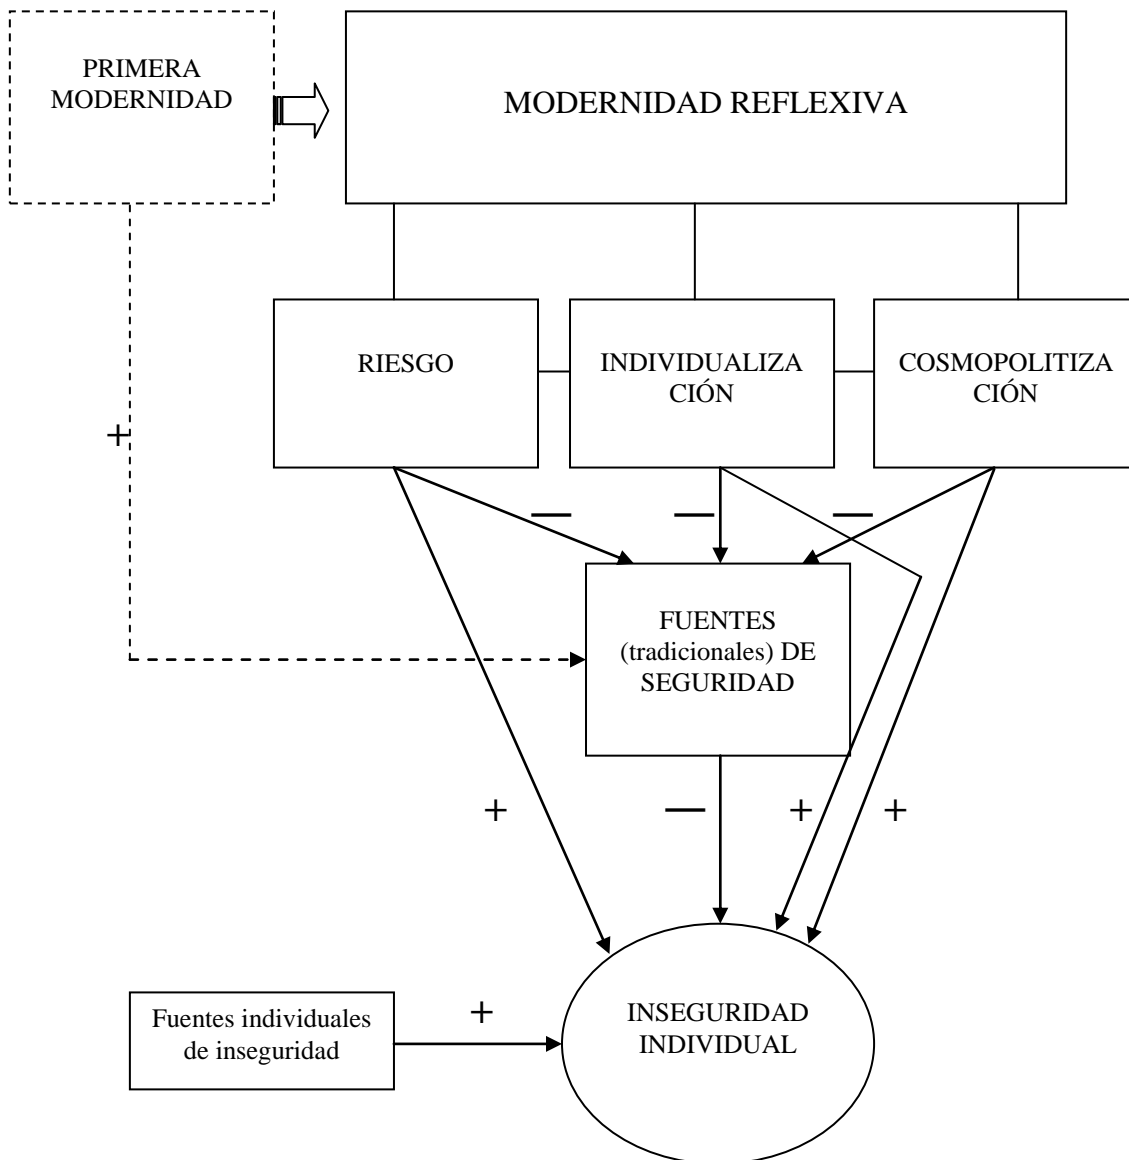 PRIMERA
MODERNIDAD
MODERNIDAD REFLEXIVA
RIESGO
INDIVIDUALIZA
CIÓN
COSMOPOLITIZA
CIÓN
+
—
—
—
FUENTES
(tradicionales) DE
SEGURIDAD
+
—
+
+
Fuentes individuales
de inseguridad
+
INSEGURIDAD
INDIVIDUAL